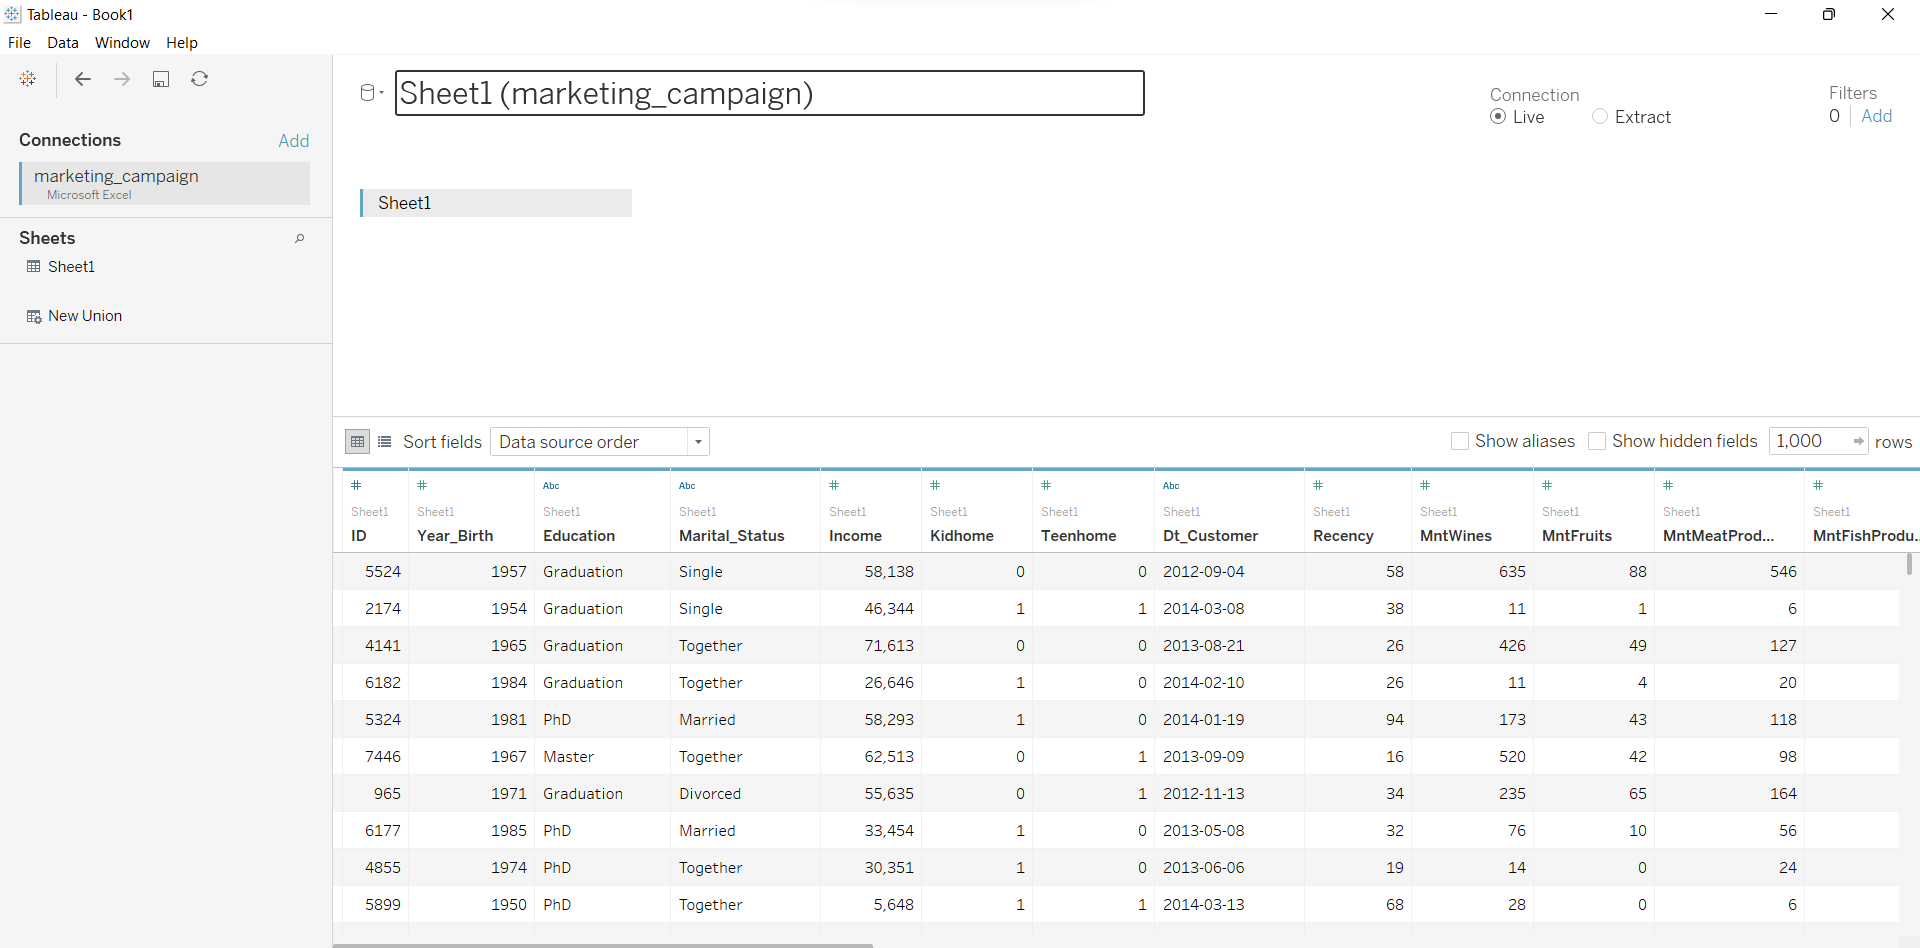 Tableau - Book1
File Data Window Help
Connections Add
marketing_campaign
Microsoft Excel
Sheets
Sheet1
New Union
Sheet1 (marketing_campaign)
Connection
Live Extract
Filters
0 Add
Sheet1
Sort fields Data source order Show aliases Show hidden fields 1,000 rows
# # Abc Abc # # # Abc # # # # #
Sheet1 Sheet1 Sheet1 Sheet1 Sheet1 Sheet1 Sheet1 Sheet1 Sheet1 Sheet1 Sheet1 Sheet1 Sheet1
ID Year_Birth Education Marital_Status Income Kidhome Teenhome Dt_Customer Recency MntWines MntFruits MntMeatProd... MntFishProdu...
5524 1957 Graduation Single 58,138 0 0 2012-09-04 58 635 88 546
2174 1954 Graduation Single 46,344 1 1 2014-03-08 38 11 1 6
4141 1965 Graduation Together 71,613 0 0 2013-08-21 26 426 49 127
6182 1984 Graduation Together 26,646 1 0 2014-02-10 26 11 4 20
5324 1981 PhD Married 58,293 1 0 2014-01-19 94 173 43 118
7446 1967 Master Together 62,513 0 1 2013-09-09 16 520 42 98
965 1971 Graduation Divorced 55,635 0 1 2012-11-13 34 235 65 164
6177 1985 PhD Married 33,454 1 0 2013-05-08 32 76 10 56
4855 1974 PhD Together 30,351 1 0 2013-06-06 19 14 0 24
5899 1950 PhD Together 5,648 1 1 2014-03-13 68 28 0 6